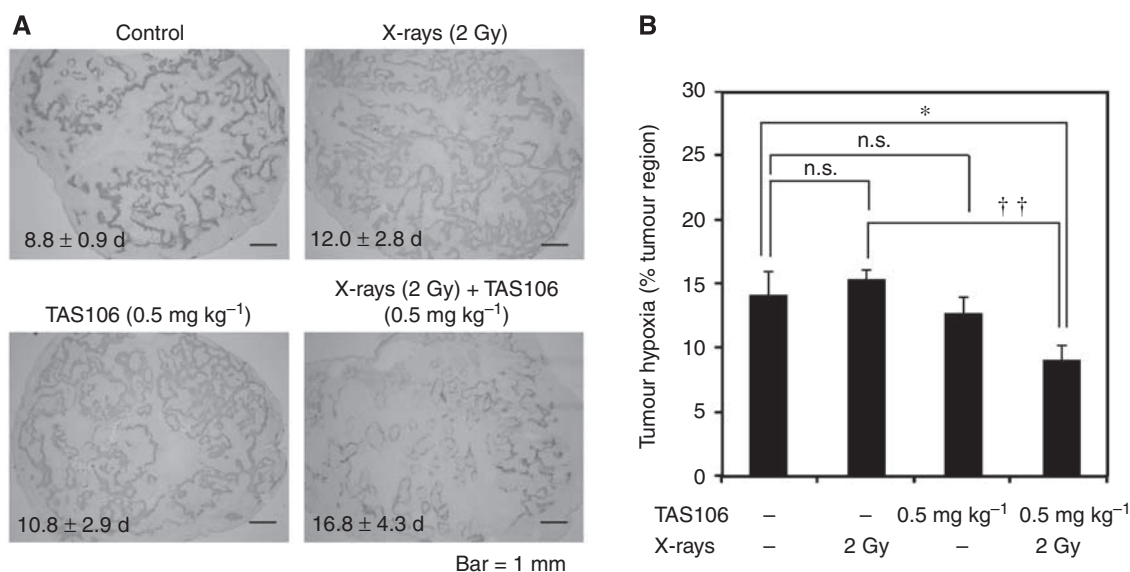 A
Control
X-rays (2 Gy)
8.8 ± 0.9 d
12.0 ± 2.8 d
TAS106 (0.5 mg kg⁻¹)
X-rays (2 Gy) + TAS106
(0.5 mg kg⁻¹)
10.8 ± 2.9 d
16.8 ± 4.3 d
Bar = 1 mm
B
Tumour hypoxia (% tumour region)
30
25
20
15
10
5
0
*
n.s.
n.s.
† †
TAS106 – – 0.5 mg kg⁻¹ 0.5 mg kg⁻¹
X-rays – 2 Gy – 2 Gy